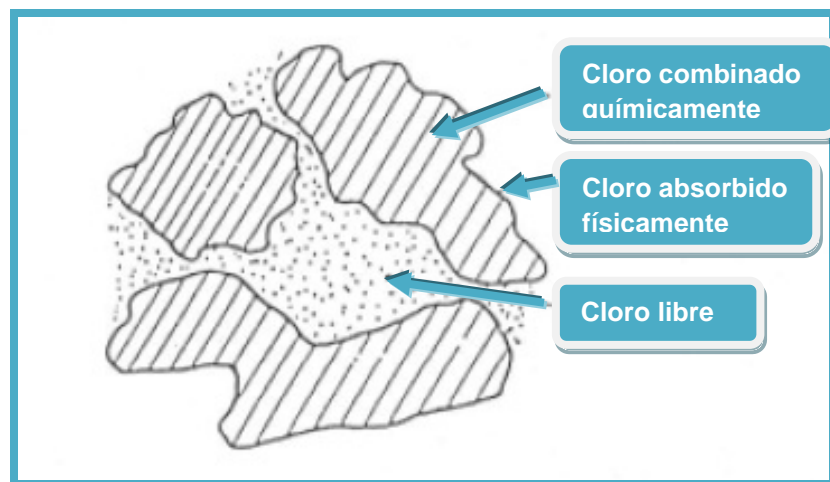 Cloro combinado
químicamente
Cloro absorbido
físicamente
Cloro libre